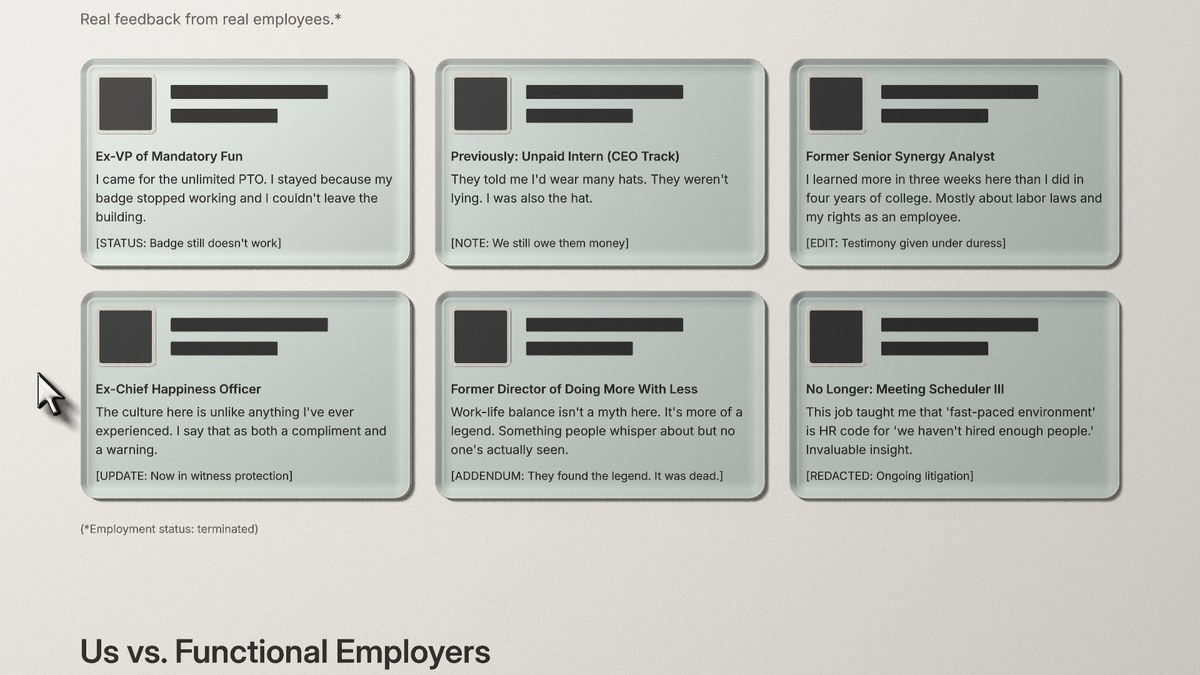 Real feedback from real employees.*
Ex-VP of Mandatory Fun
I came for the unlimited PTO. I stayed because my
badge stopped working and I couldn't leave the
building.
[STATUS: Badge still doesn't work]
Previously: Unpaid Intern (CEO Track)
They told me I'd wear many hats. They weren't
lying. I was also the hat.
[NOTE: We still owe them money]
Former Senior Synergy Analyst
I learned more in three weeks here than I did in
four years of college. Mostly about labor laws and
my rights as an employee.
[EDIT: Testimony given under duress]
Ex-Chief Happiness Officer
The culture here is unlike anything I've ever
experienced. I say that as both a compliment and
a warning.
[UPDATE: Now in witness protection]
Former Director of Doing More With Less
Work-life balance isn't a myth here. It's more of a
legend. Something people whisper about but no
one's actually seen.
[ADDENDUM: They found the legend. It was dead.]
No Longer: Meeting Scheduler III
This job taught me that 'fast-paced environment'
is HR code for 'we haven't hired enough people.'
Invaluable insight.
[REDACTED: Ongoing litigation]
(*Employment status: terminated)
Us vs. Functional Employers